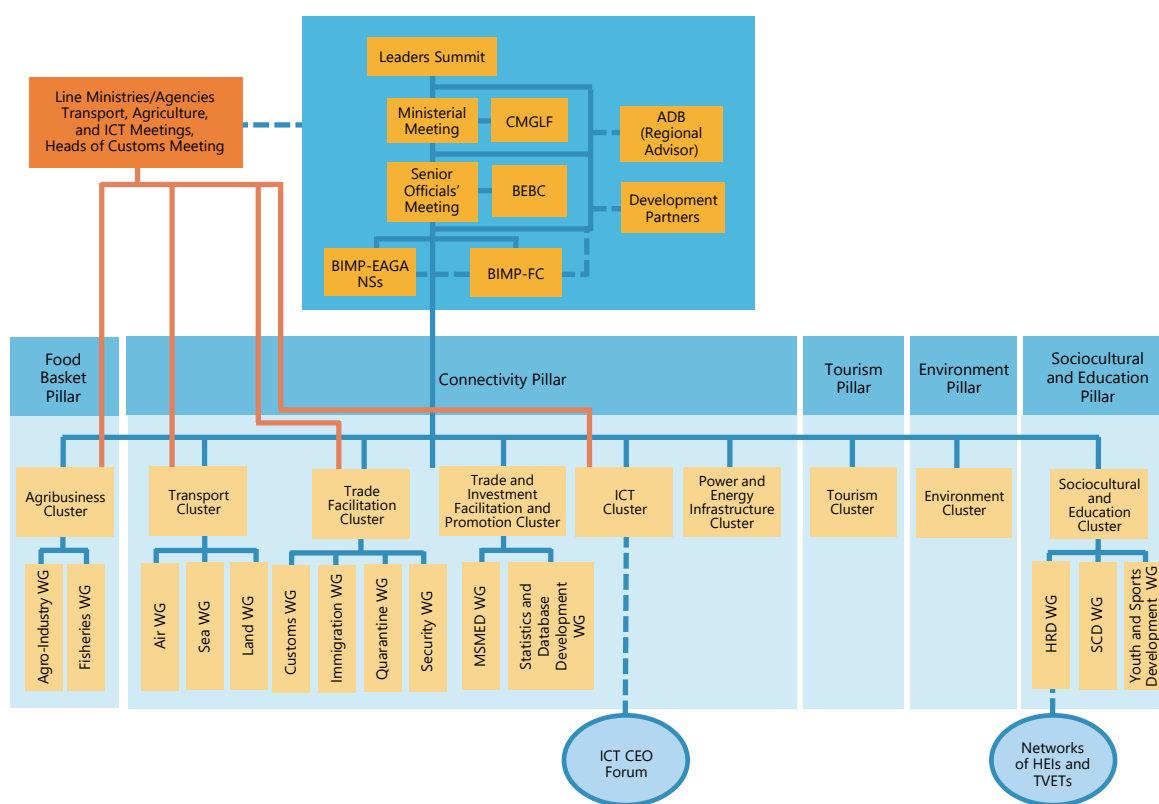 Leaders Summit
Line Ministries/Agencies
Transport, Agriculture,
and ICT Meetings,
Heads of Customs Meeting
Ministerial
Meeting
CMGLF
ADB
(Regional
Advisor)
Senior
Officials’
Meeting
BEBC
Development
Partners
BIMP-EAGA
NSs
BIMP-FC
Food
Basket
Pillar
Connectivity Pillar
Tourism
Pillar
Environment
Pillar
Sociocultural
and Education
Pillar
Agribusiness
Cluster
Transport
Cluster
Trade
Facilitation
Cluster
Trade and
Investment
Facilitation and
Promotion Cluster
ICT
Cluster
Power and
Energy
Infrastructure
Cluster
Tourism
Cluster
Environment
Cluster
Sociocultural
and
Education
Cluster
Agro-Industry WG
Fisheries WG
Air WG
Sea WG
Land WG
Customs WG
Immigration WG
Quarantine WG
Security WG
MSMED WG
Statistics and
Database
Development
WG
HRD WG
SCD WG
Youth and Sports
Development WG
ICT CEO
Forum
Networks
of HEIs and
TVETs